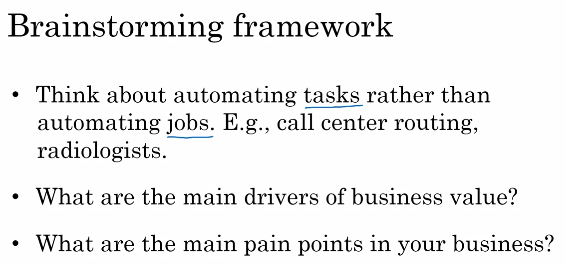 Brainstorming framework
• Think about automating tasks rather than
automating jobs. E.g., call center routing,
radiologists.
• What are the main drivers of business value?
• What are the main pain points in your business?